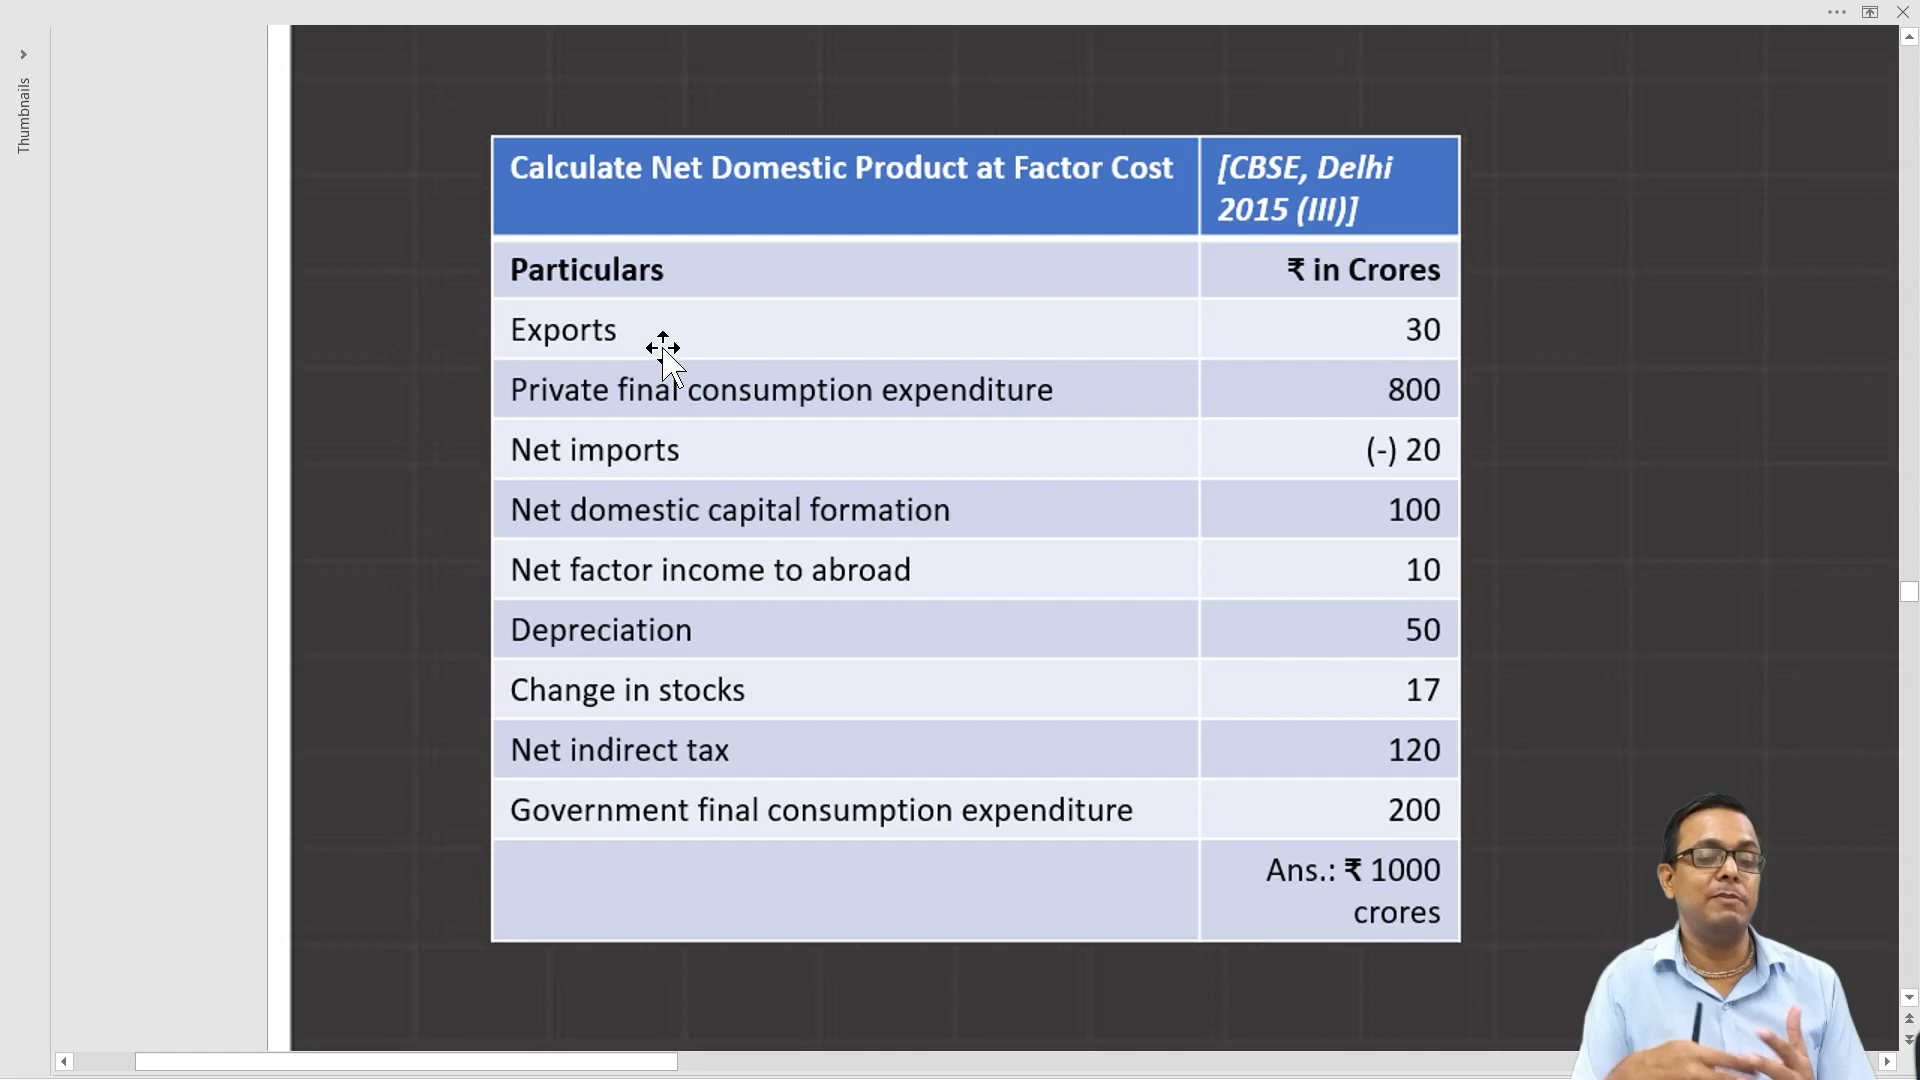 Thumbnails
Calculate Net Domestic Product at Factor Cost
[CBSE, Delhi
2015 (III)]
Particulars
₹ in Crores
Exports
30
Private final consumption expenditure
800
Net imports
(-) 20
Net domestic capital formation
100
Net factor income to abroad
10
Depreciation
50
Change in stocks
17
Net indirect tax
120
Government final consumption expenditure
200
Ans.: ₹ 1000
crores